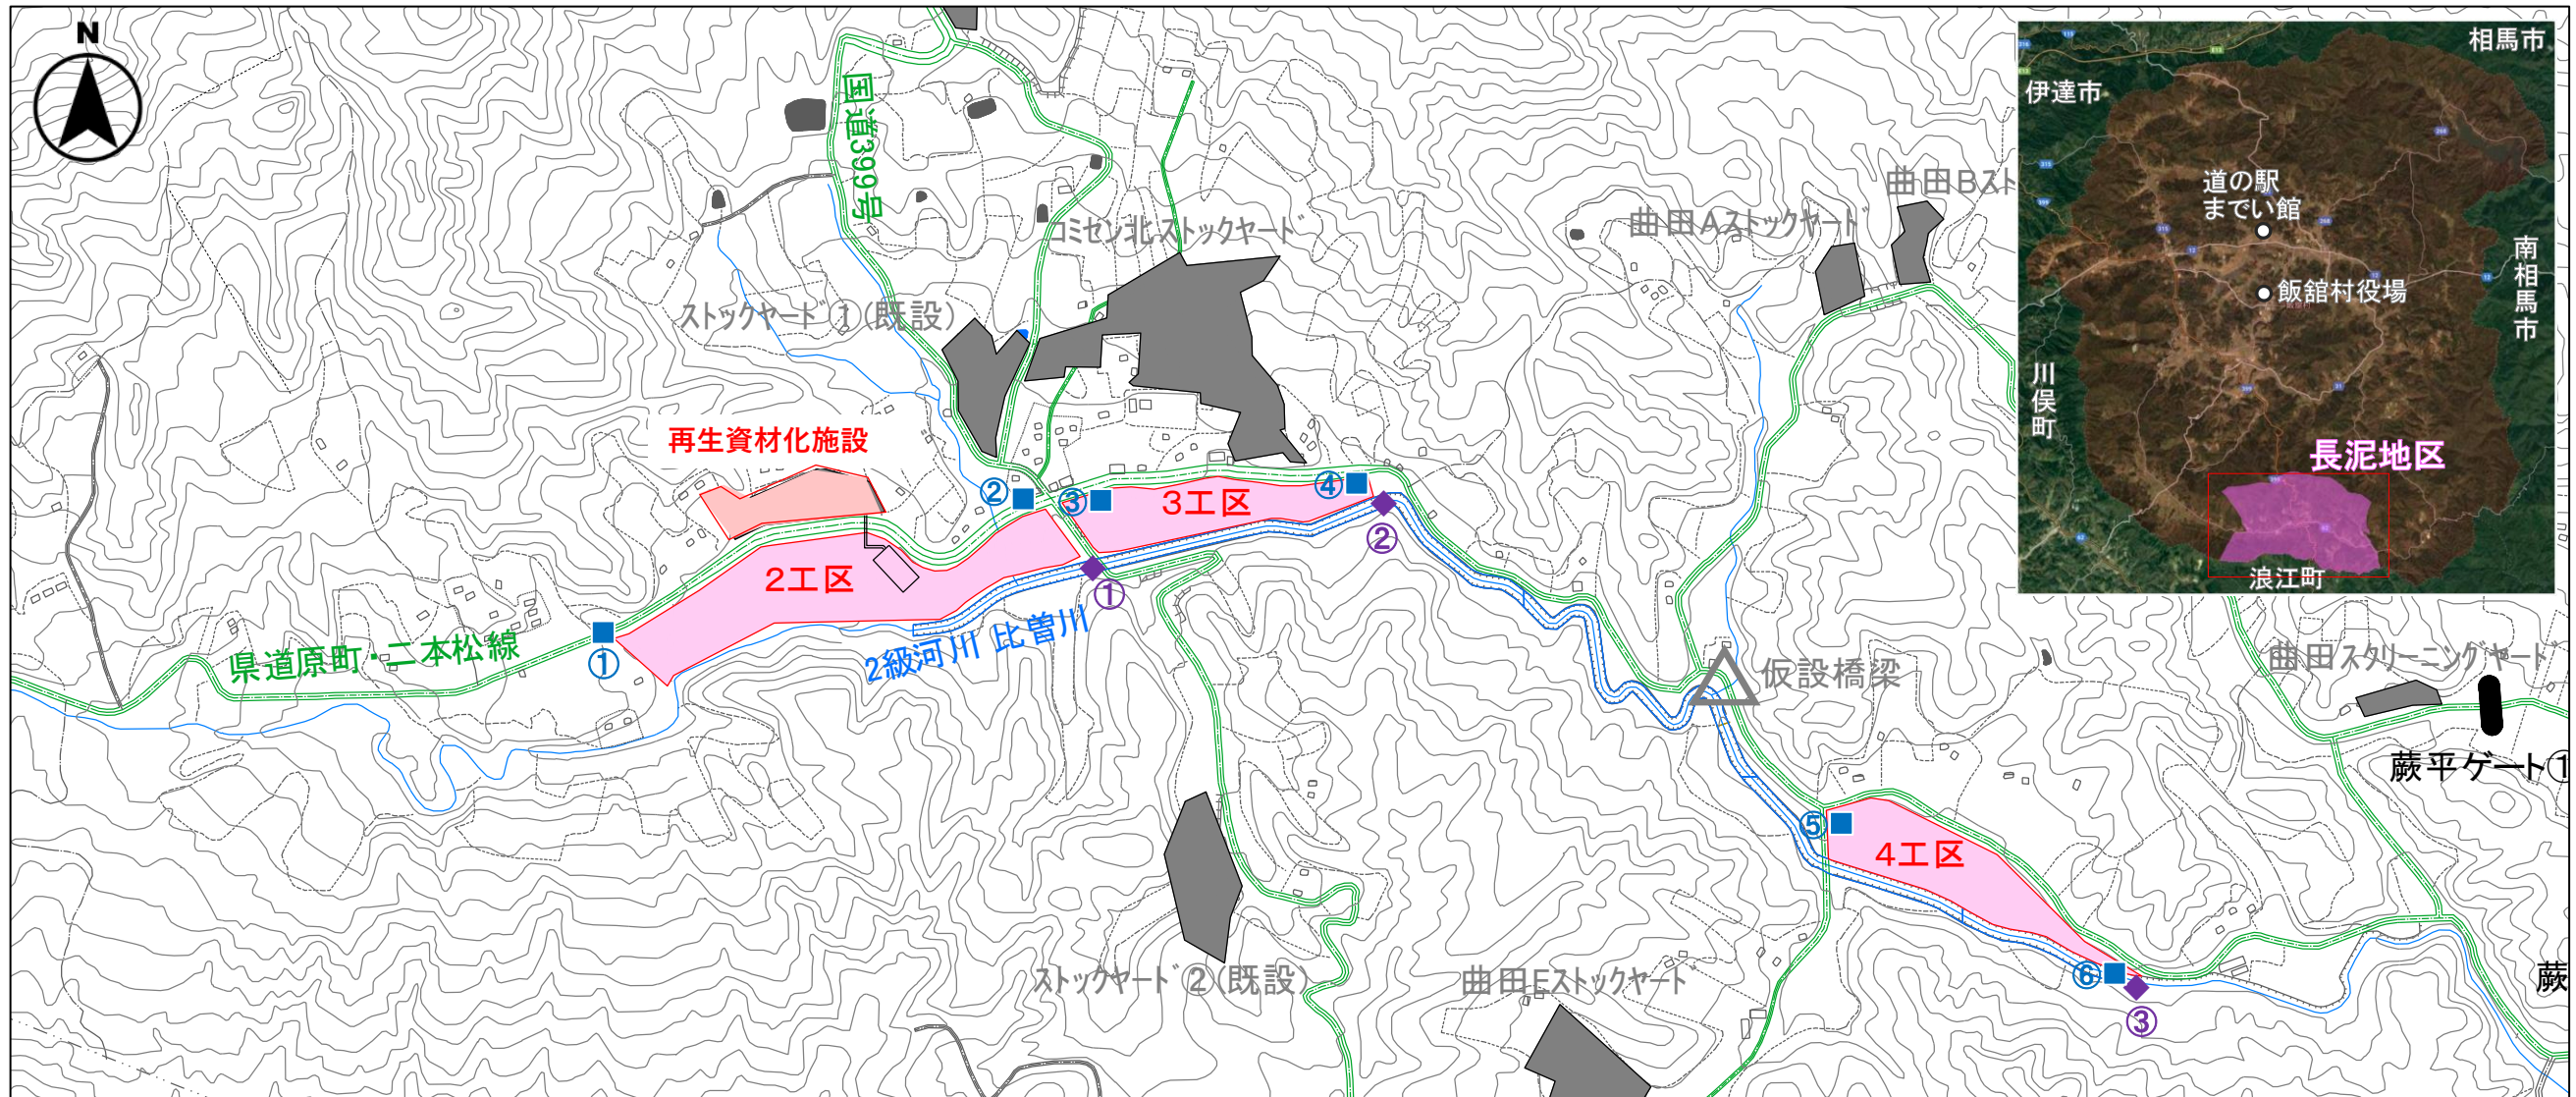 N
国道399号
コミセン北ストックヤード
曲田Aストックヤード
曲田Bスト
ストックヤード①(既設)
再生資材化施設
②
③
3工区
④
②
2工区
①
2級河川 比曽川
県道原町・二本松線
①
仮設橋梁
曲田スクリーニングヤード
蕨平ゲート①
⑤
4工区
⑥
③
蕨
ストックヤード②(既設)
曲田Eストックヤード
相馬市
伊達市
道の駅
までい館
飯舘村役場
南相馬市
川俣町
長泥地区
浪江町